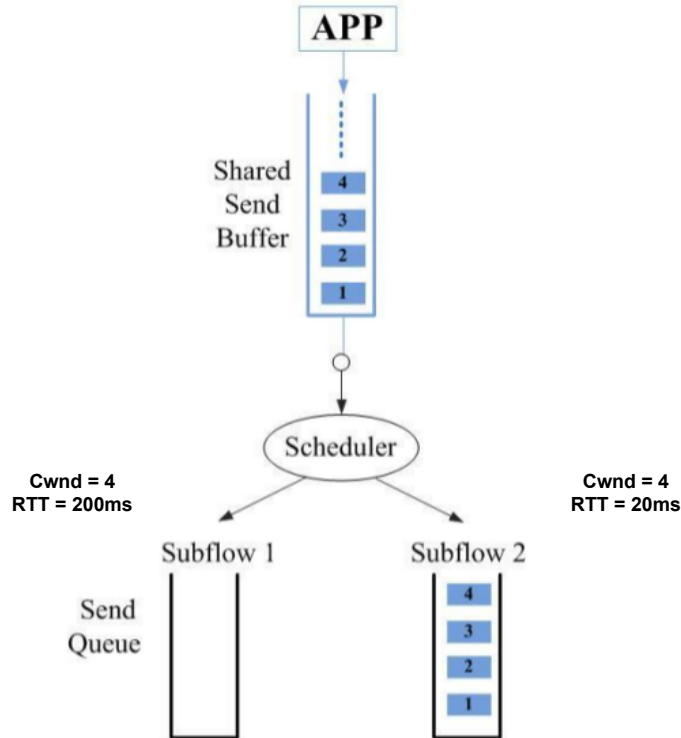 APP
Shared
Send
Buffer
4
3
2
1
Scheduler
Cwnd = 4
RTT = 200ms
Cwnd = 4
RTT = 20ms
Subflow 1
Subflow 2
Send
Queue
4
3
2
1